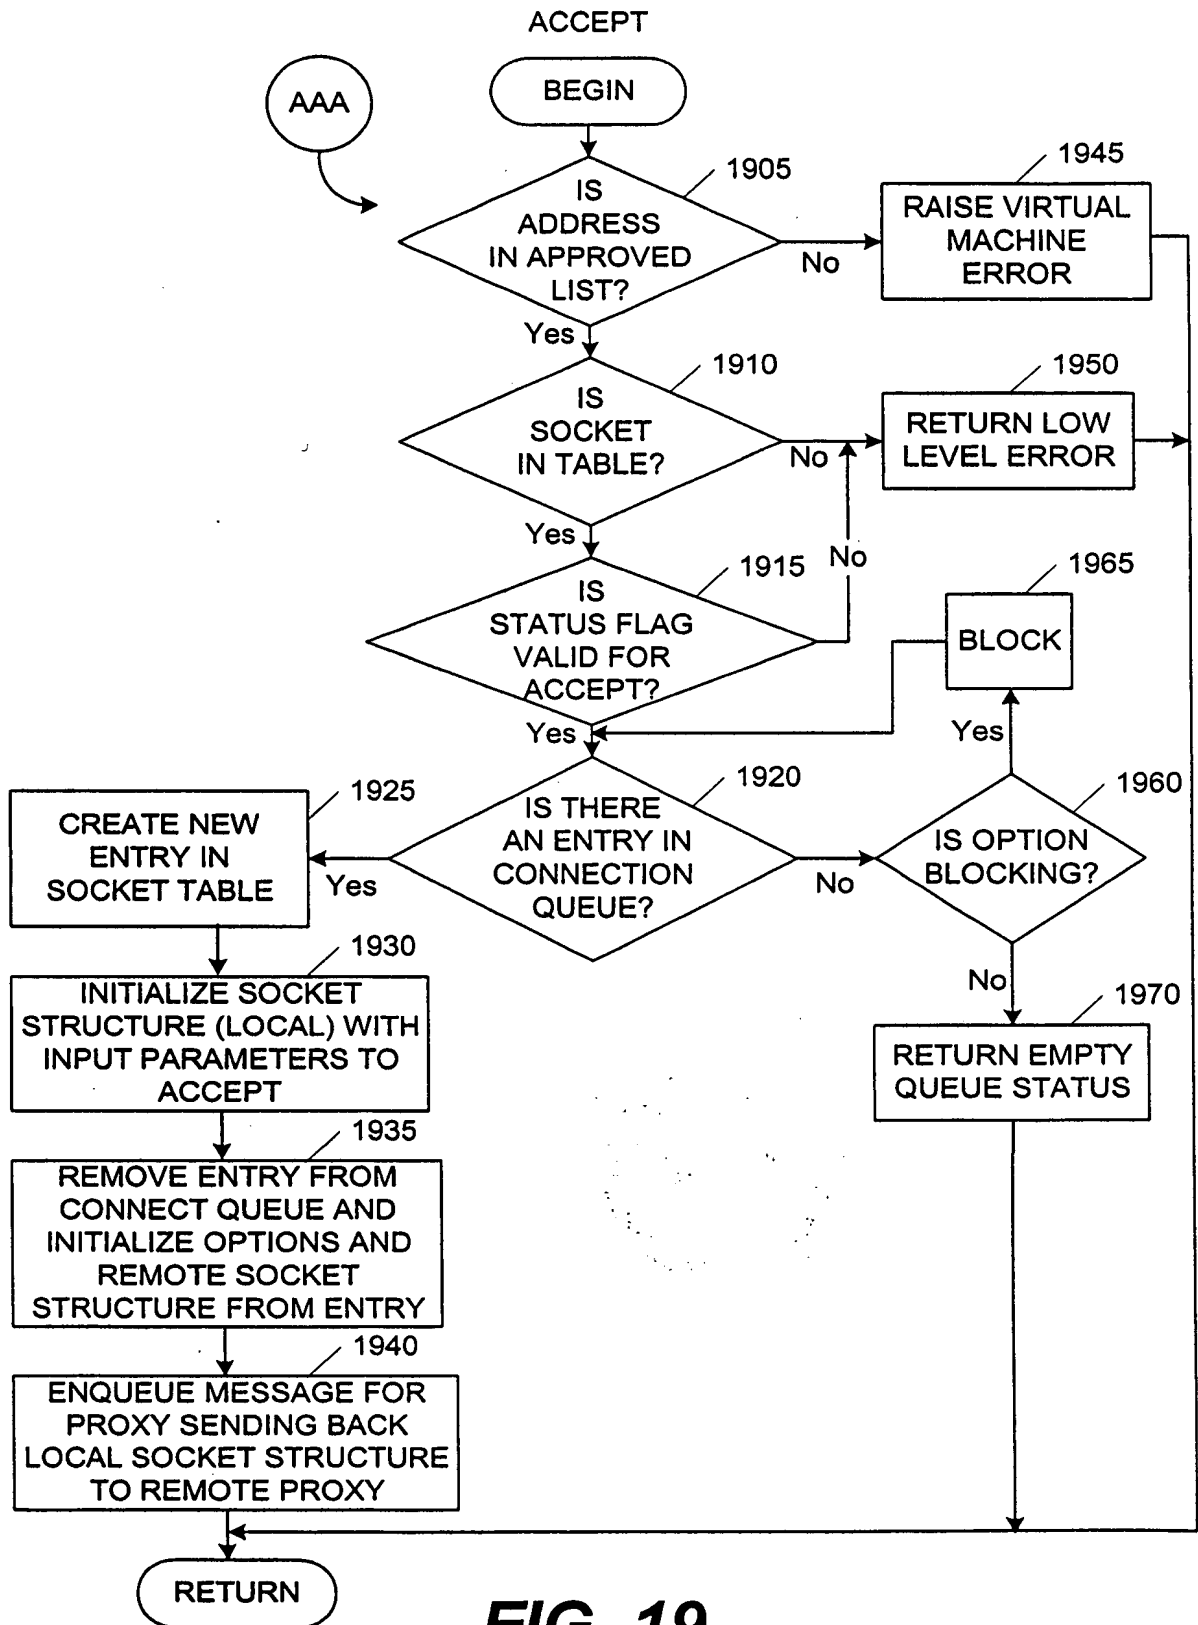 ACCEPT
AAA
BEGIN
1905
IS
ADDRESS
IN APPROVED
LIST?
No
1945
RAISE VIRTUAL
MACHINE
ERROR
Yes
1910
IS
SOCKET
IN TABLE?
No
1950
RETURN LOW
LEVEL ERROR
Yes
1915
IS
STATUS FLAG
VALID FOR
ACCEPT?
No
1965
BLOCK
Yes
Yes
1920
IS THERE
AN ENTRY IN
CONNECTION
QUEUE?
No
1960
IS OPTION
BLOCKING?
1925
CREATE NEW
ENTRY IN
SOCKET TABLE
Yes
No
1930
INITIALIZE SOCKET
STRUCTURE (LOCAL) WITH
INPUT PARAMETERS TO
ACCEPT
1970
RETURN EMPTY
QUEUE STATUS
1935
REMOVE ENTRY FROM
CONNECT QUEUE AND
INITIALIZE OPTIONS AND
REMOTE SOCKET
STRUCTURE FROM ENTRY
1940
ENQUEUE MESSAGE FOR
PROXY SENDING BACK
LOCAL SOCKET STRUCTURE
TO REMOTE PROXY
RETURN
FIG. 19